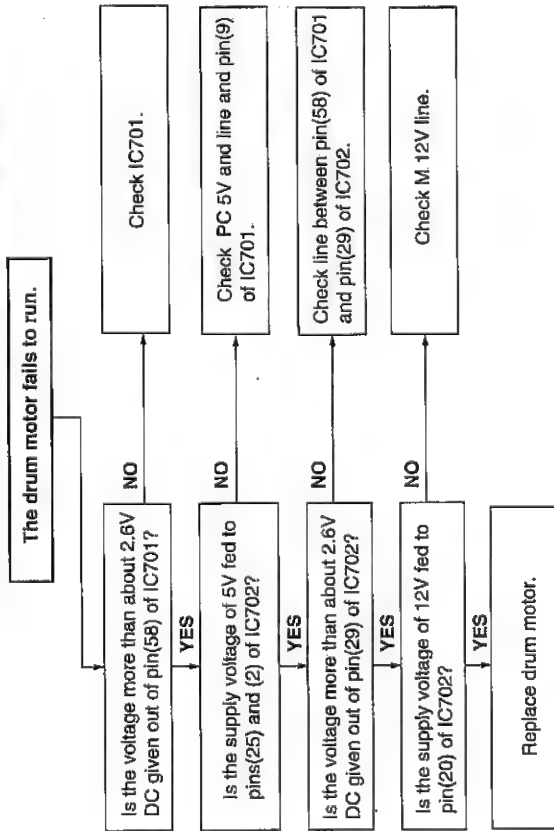 The drum motor fails to run.
Is the voltage more than about 2.6V
DC given out of pin(58) of IC701?
NO
Check IC701.
YES
Is the supply voltage of 5V fed to
pins(25) and (2) of IC702?
NO
Check PC 5V and line and pin(9)
of IC701.
YES
Is the voltage more than about 2.6V
DC given out of pin(29) of IC702?
NO
Check line between pin(58) of IC701
and pin(29) of IC702.
YES
Is the supply voltage of 12V fed to
pin(20) of IC702?
NO
Check M 12V line.
YES
Replace drum motor.